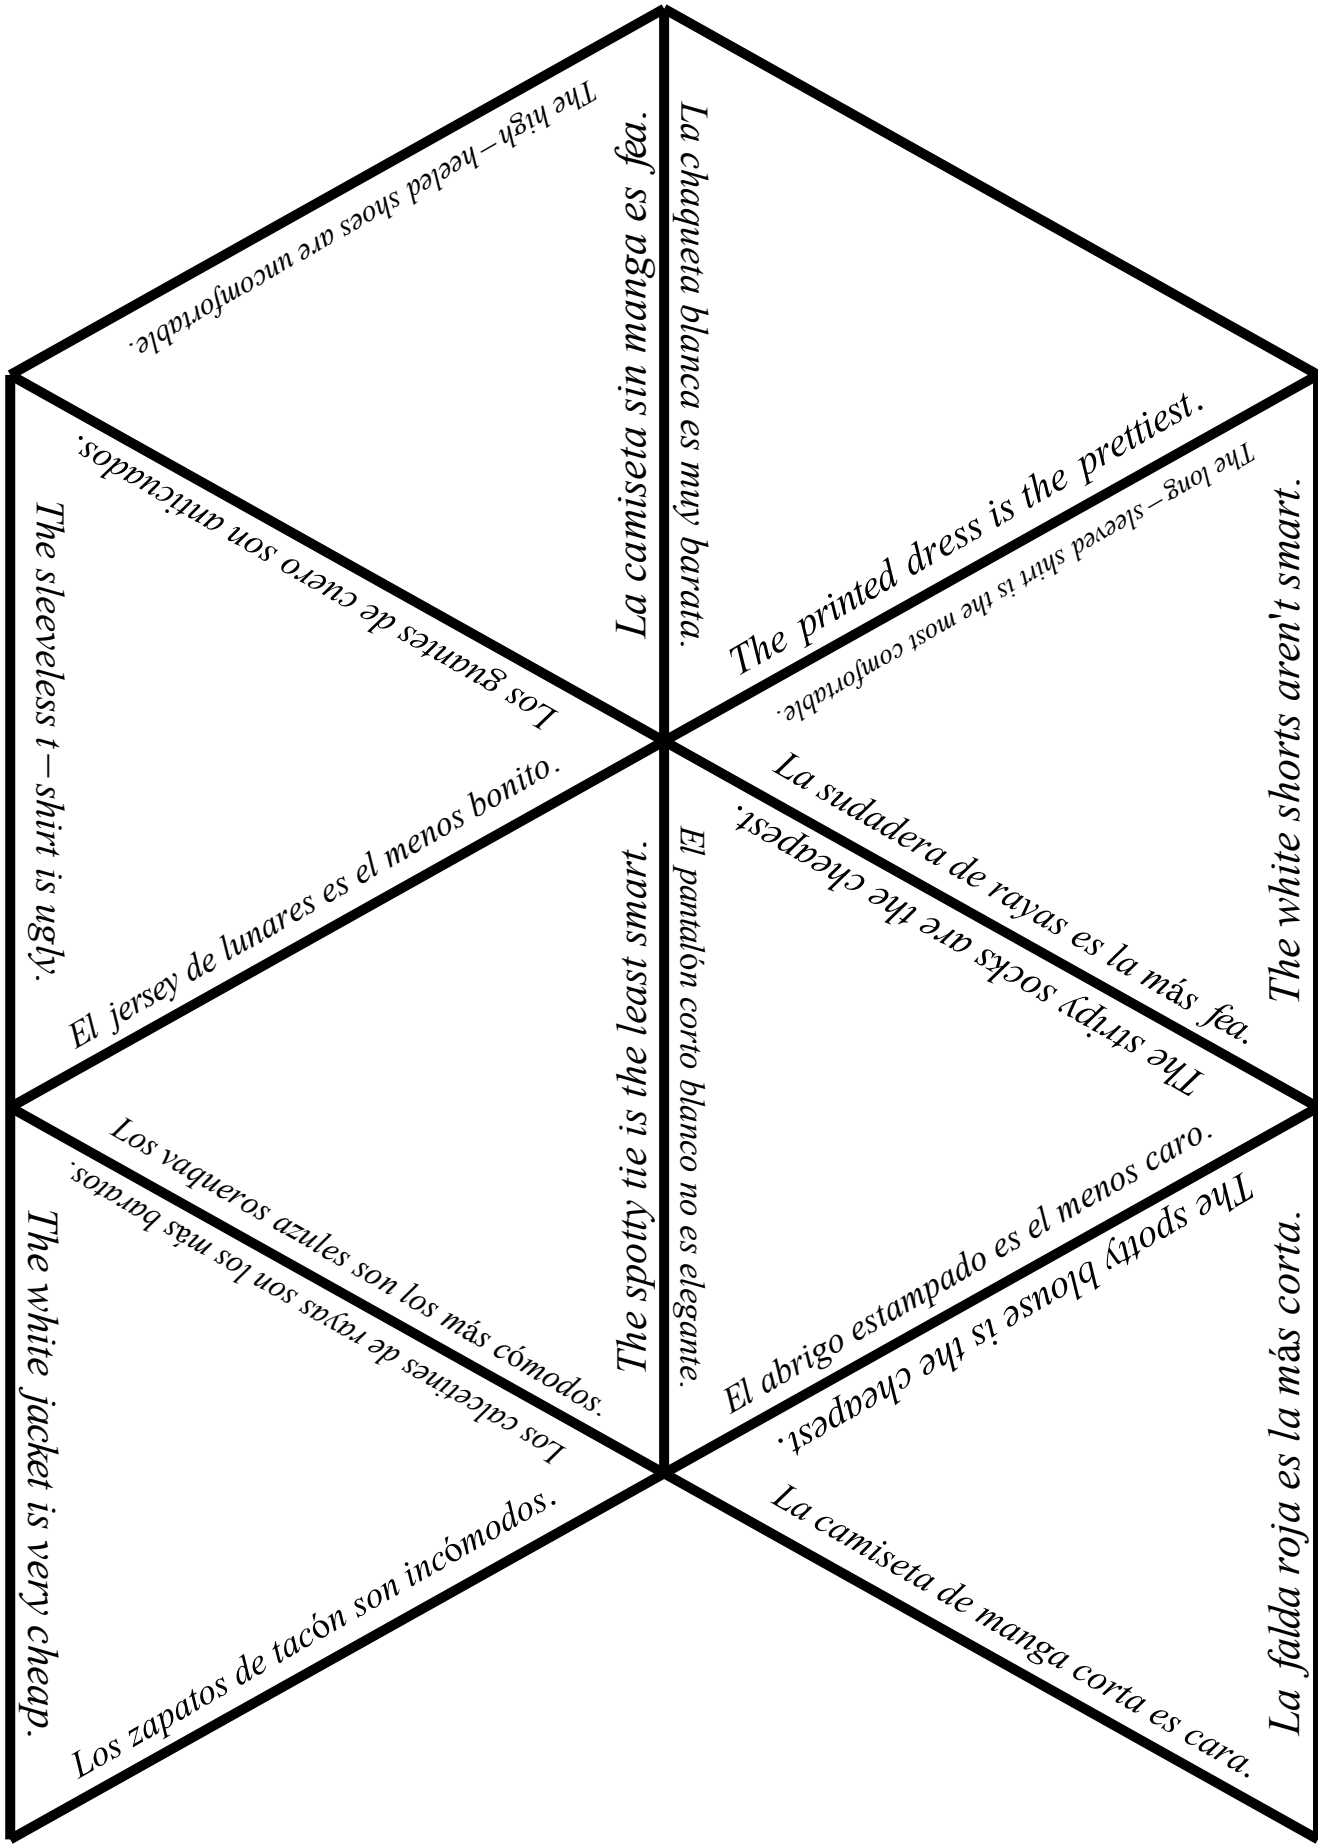 The high-heeled shoes are uncomfortable.
La camiseta sin manga es fea.
La chaqueta blanca es muy barata.
The printed dress is the prettiest.
Los guantes de cuero son anticuados.
The sleeveless t-shirt is ugly.
El jersey de lunares es el menos bonito.
The long-sleeved shirt is the most comfortable.
The white shorts aren't smart.
La sudadera de rayas es la más fea.
Los vaqueros azules son los más cómodos.
The spotty tie is the least smart.
El pantalón corto blanco no es elegante.
The stripy socks are the cheapest.
El abrigo estampado es el menos caro.
Los calcetines de rayas son los más baratos.
The white jacket is very cheap.
Los zapatos de tacón son incómodos.
The spotty blouse is the cheapest.
La camiseta de manga corta es cara.
La falda roja es la más corta.